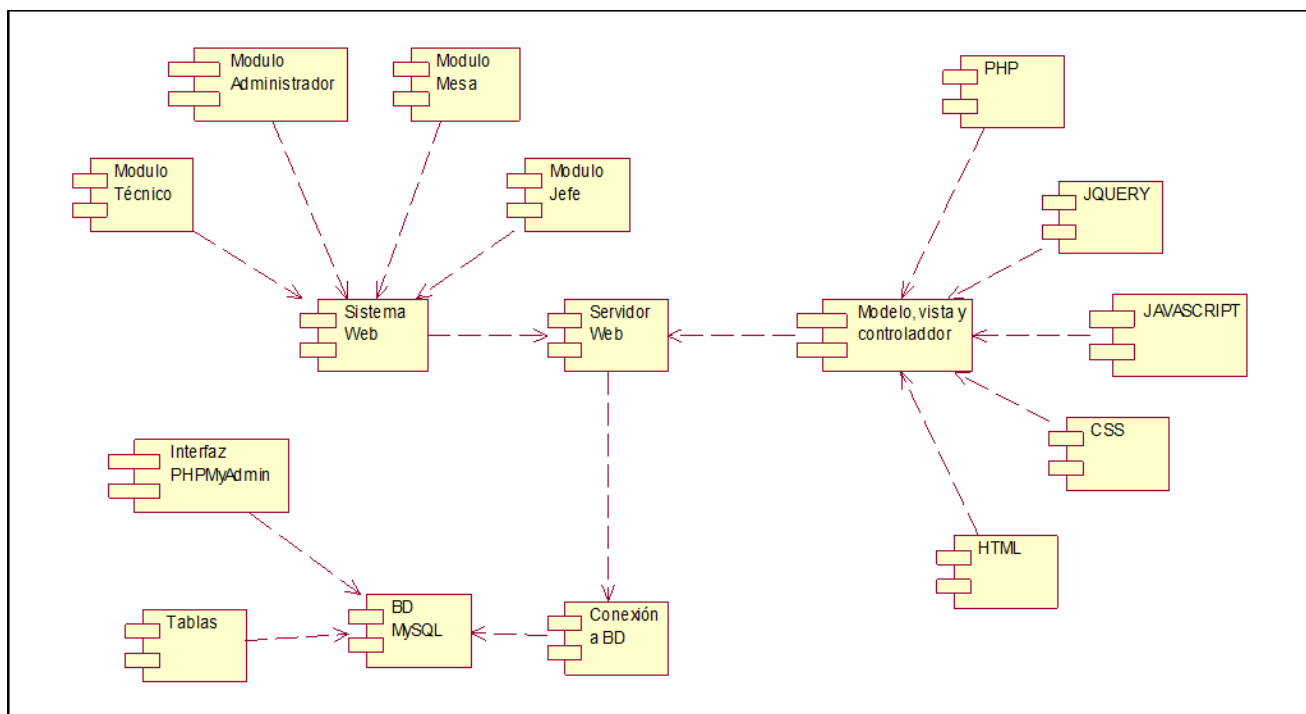 Modulo
Administrador
Modulo
Mesa
PHP
Modulo
Técnico
Modulo
Jefe
JQUERY
Sistema
Web
Servidor
Web
Modelo, vista y
controladdor
JAVASCRIPT
CSS
Interfaz
PHPMyAdmin
HTML
Tablas
BD
MySQL
Conexión
a BD